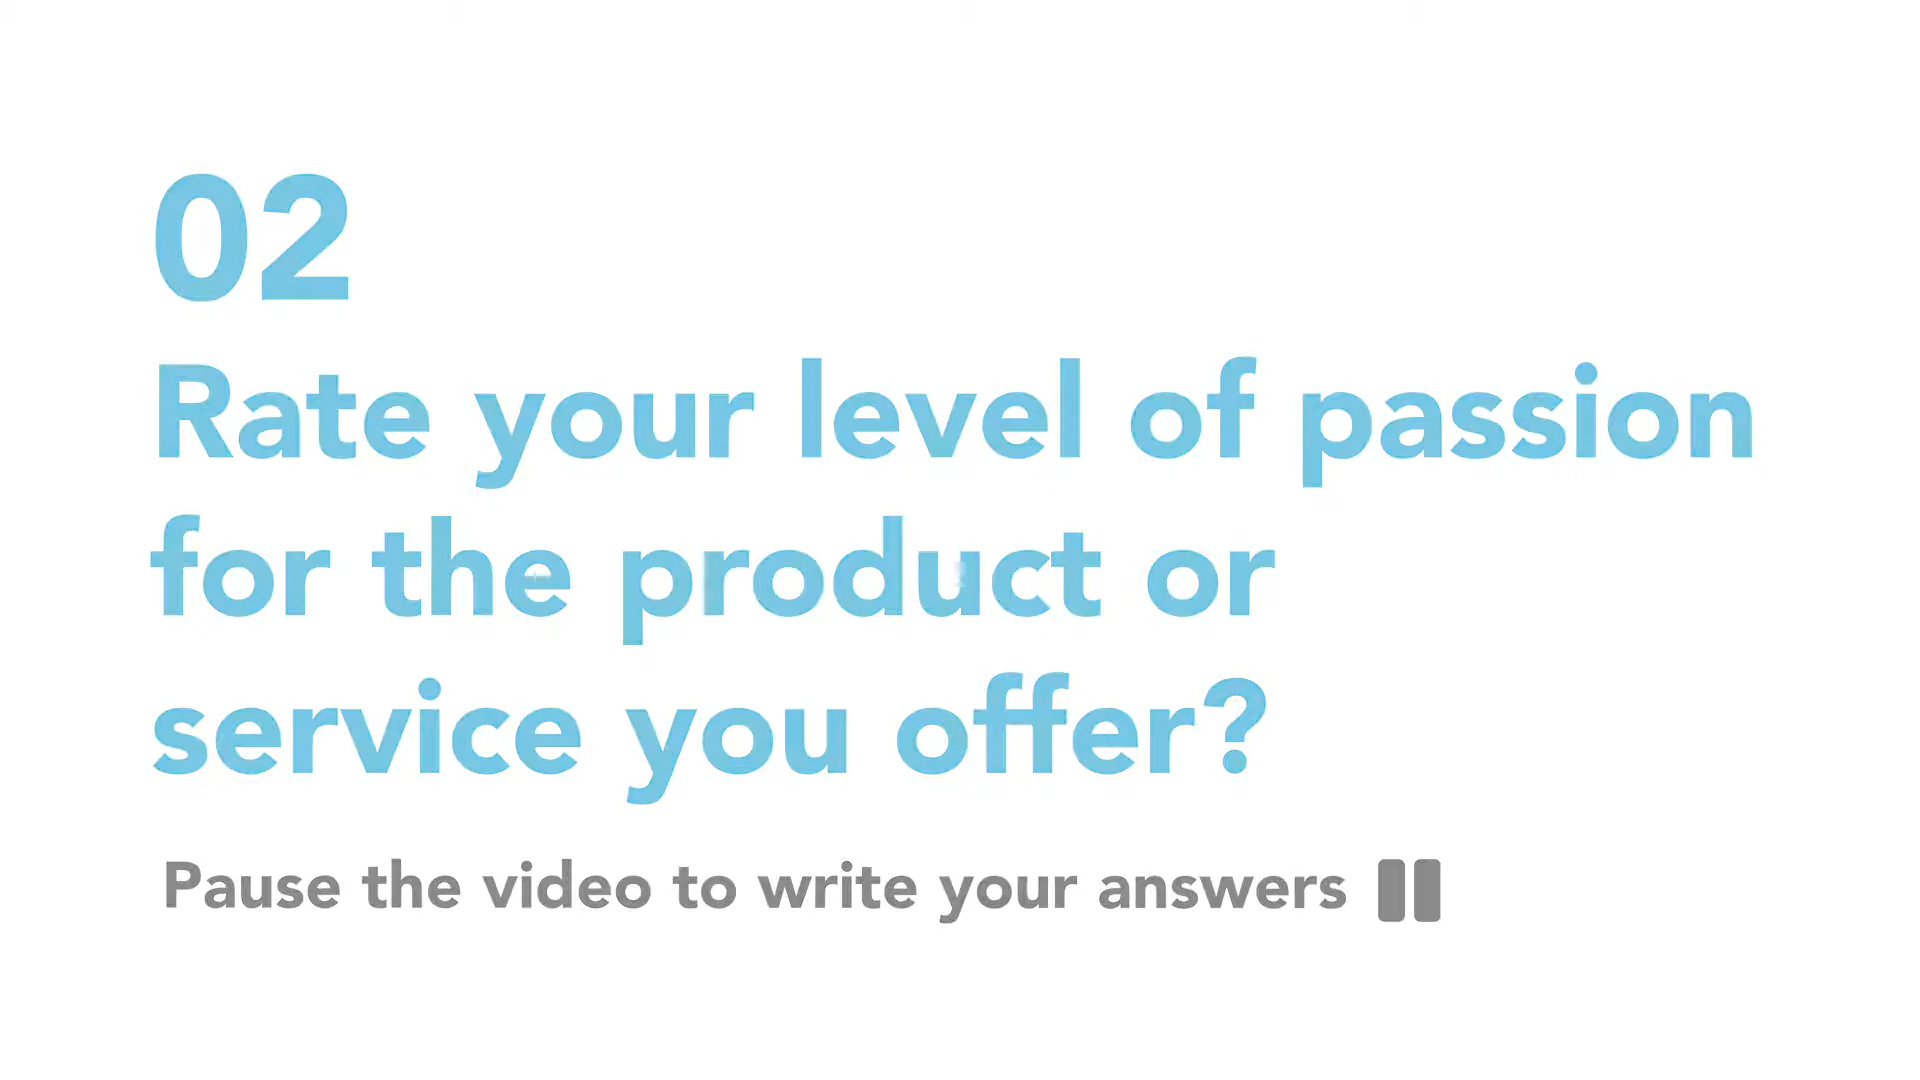 02
Rate your level of passion
for the product or
service you offer?
Pause the video to write your answers